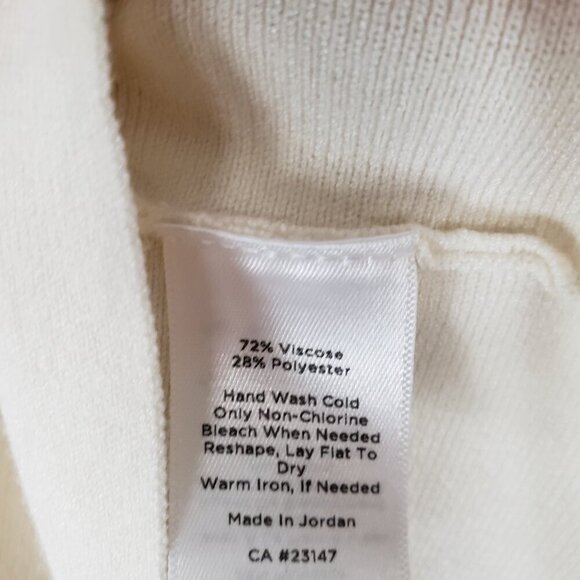 72% Viscose
28% Polyester
Hand Wash Cold
Only Non-Chlorine
Bleach When Needed
Reshape, Lay Flat To
Dry
Warm Iron, If Needed
Made In Jordan
CA #23147